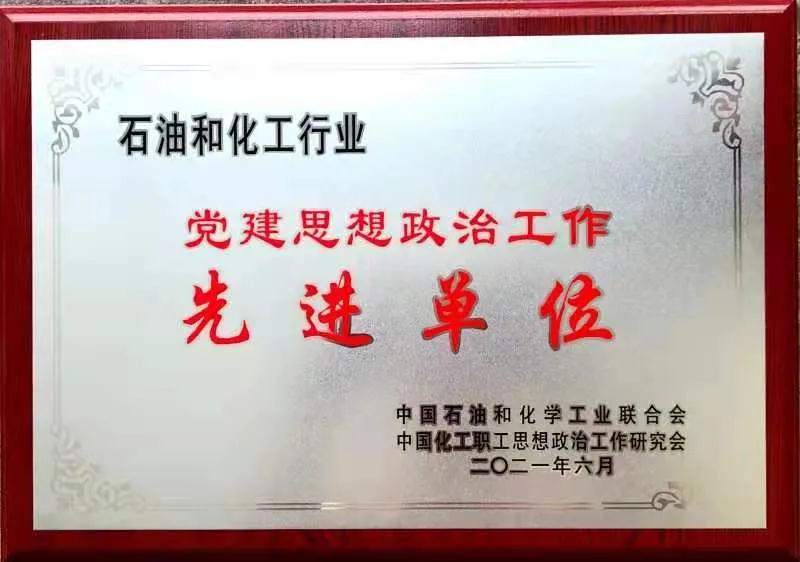 石油和化工行业
党建思想政治工作
先进单位
中国石油和化学工业联合会
中国化工职工思想政治工作研究会
二〇二一年六月